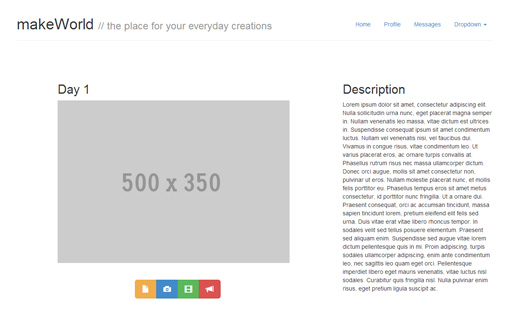 makeWorld // the place for your everyday creations
Home Profile Messages Dropdown
Day 1
500 x 350
Description
Lorem ipsum dolor sit amet, consectetur adipiscing elit.
Nulla sollicitudin urna nunc, eget placerat magna semper
in. Nullam venenatis leo massa, vitae dictum est ultrices
in. Suspendisse consequat ipsum sit amet condimentum
luctus. Nullam vel venenatis nisi, vel faucibus dui.
Vivamus in congue risus, vitae condimentum leo. Ut
varius placerat eros, ac ornare turpis convallis at.
Phasellus rutrum risus nec massa ullamcorper dictum.
Donec orci augue, mollis sit amet consectetur non,
pulvinar ut eros. Nullam molestie placerat nunc, et mollis
felis porttitor eu. Phasellus tempus eros sit amet metus
consectetur, id porttitor nunc fringilla. Ut a ornare dui.
Praesent consequat, orci ac accumsan tincidunt, massa
sapien tincidunt lorem, pretium eleifend elit felis sed
urna. Duis vitae erat vitae libero rhoncus tempor. In
sodales velit sed tellus posuere elementum. Praesent
sed aliquam enim. Suspendisse sed augue vitae lorem
dictum pellentesque quis in mi. Proin adipiscing, turpis
sodales ullamcorper adipiscing, enim ante condimentum
leo, nec sagittis leo quam eget orci. Pellentesque
imperdiet libero eget mauris venenatis, vitae luctus nisi
sodales. Curabitur quis fringilla nisl. Nulla pulvinar enim
risus, eget pretium ligula suscipit ac.